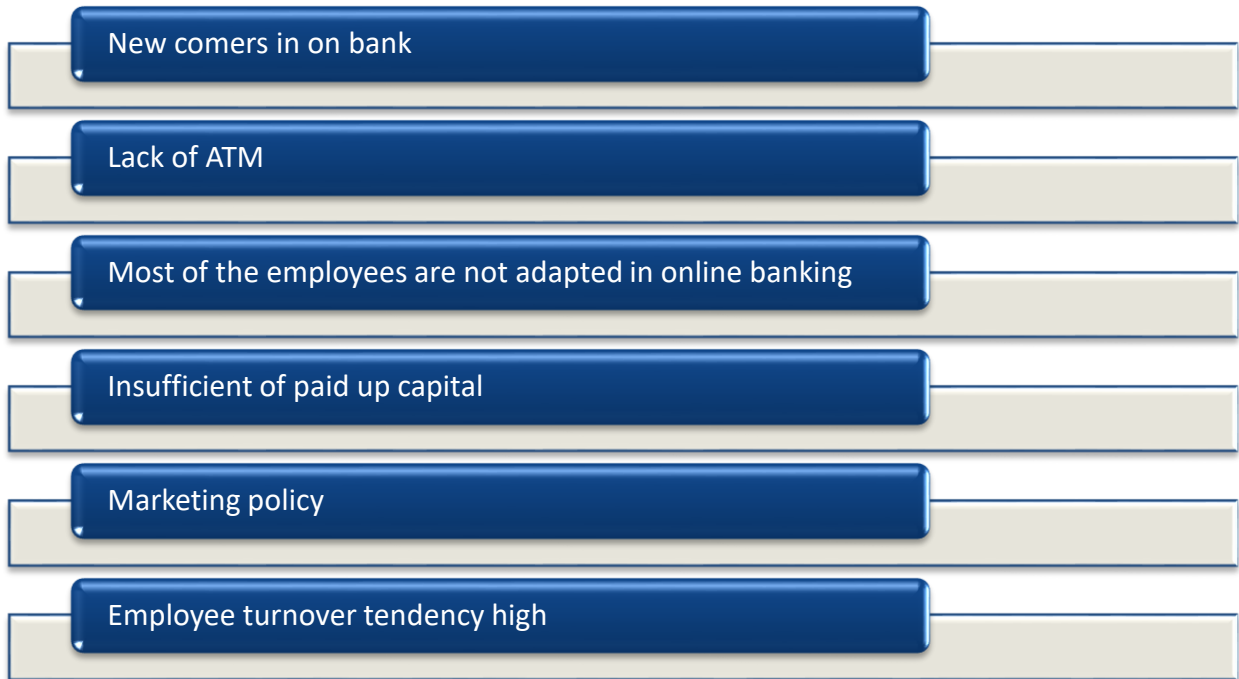 New comers in on bank
Lack of ATM
Most of the employees are not adapted in online banking
Insufficient of paid up capital
Marketing policy
Employee turnover tendency high